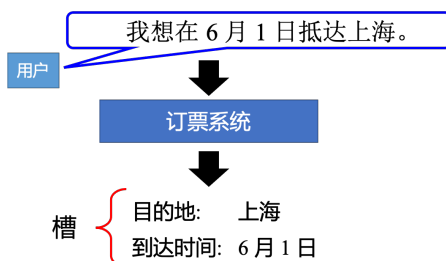 我想在 6 月 1 日抵达上海。
用户
订票系统
槽
目的地: 上海
到达时间: 6 月 1 日